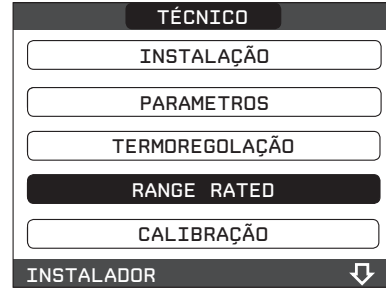 TÉCNICO
INSTALAÇÃO
PARAMETROS
TERMOREGOLAÇÃO
RANGE RATED
CALIBRAÇÃO
INSTALADOR